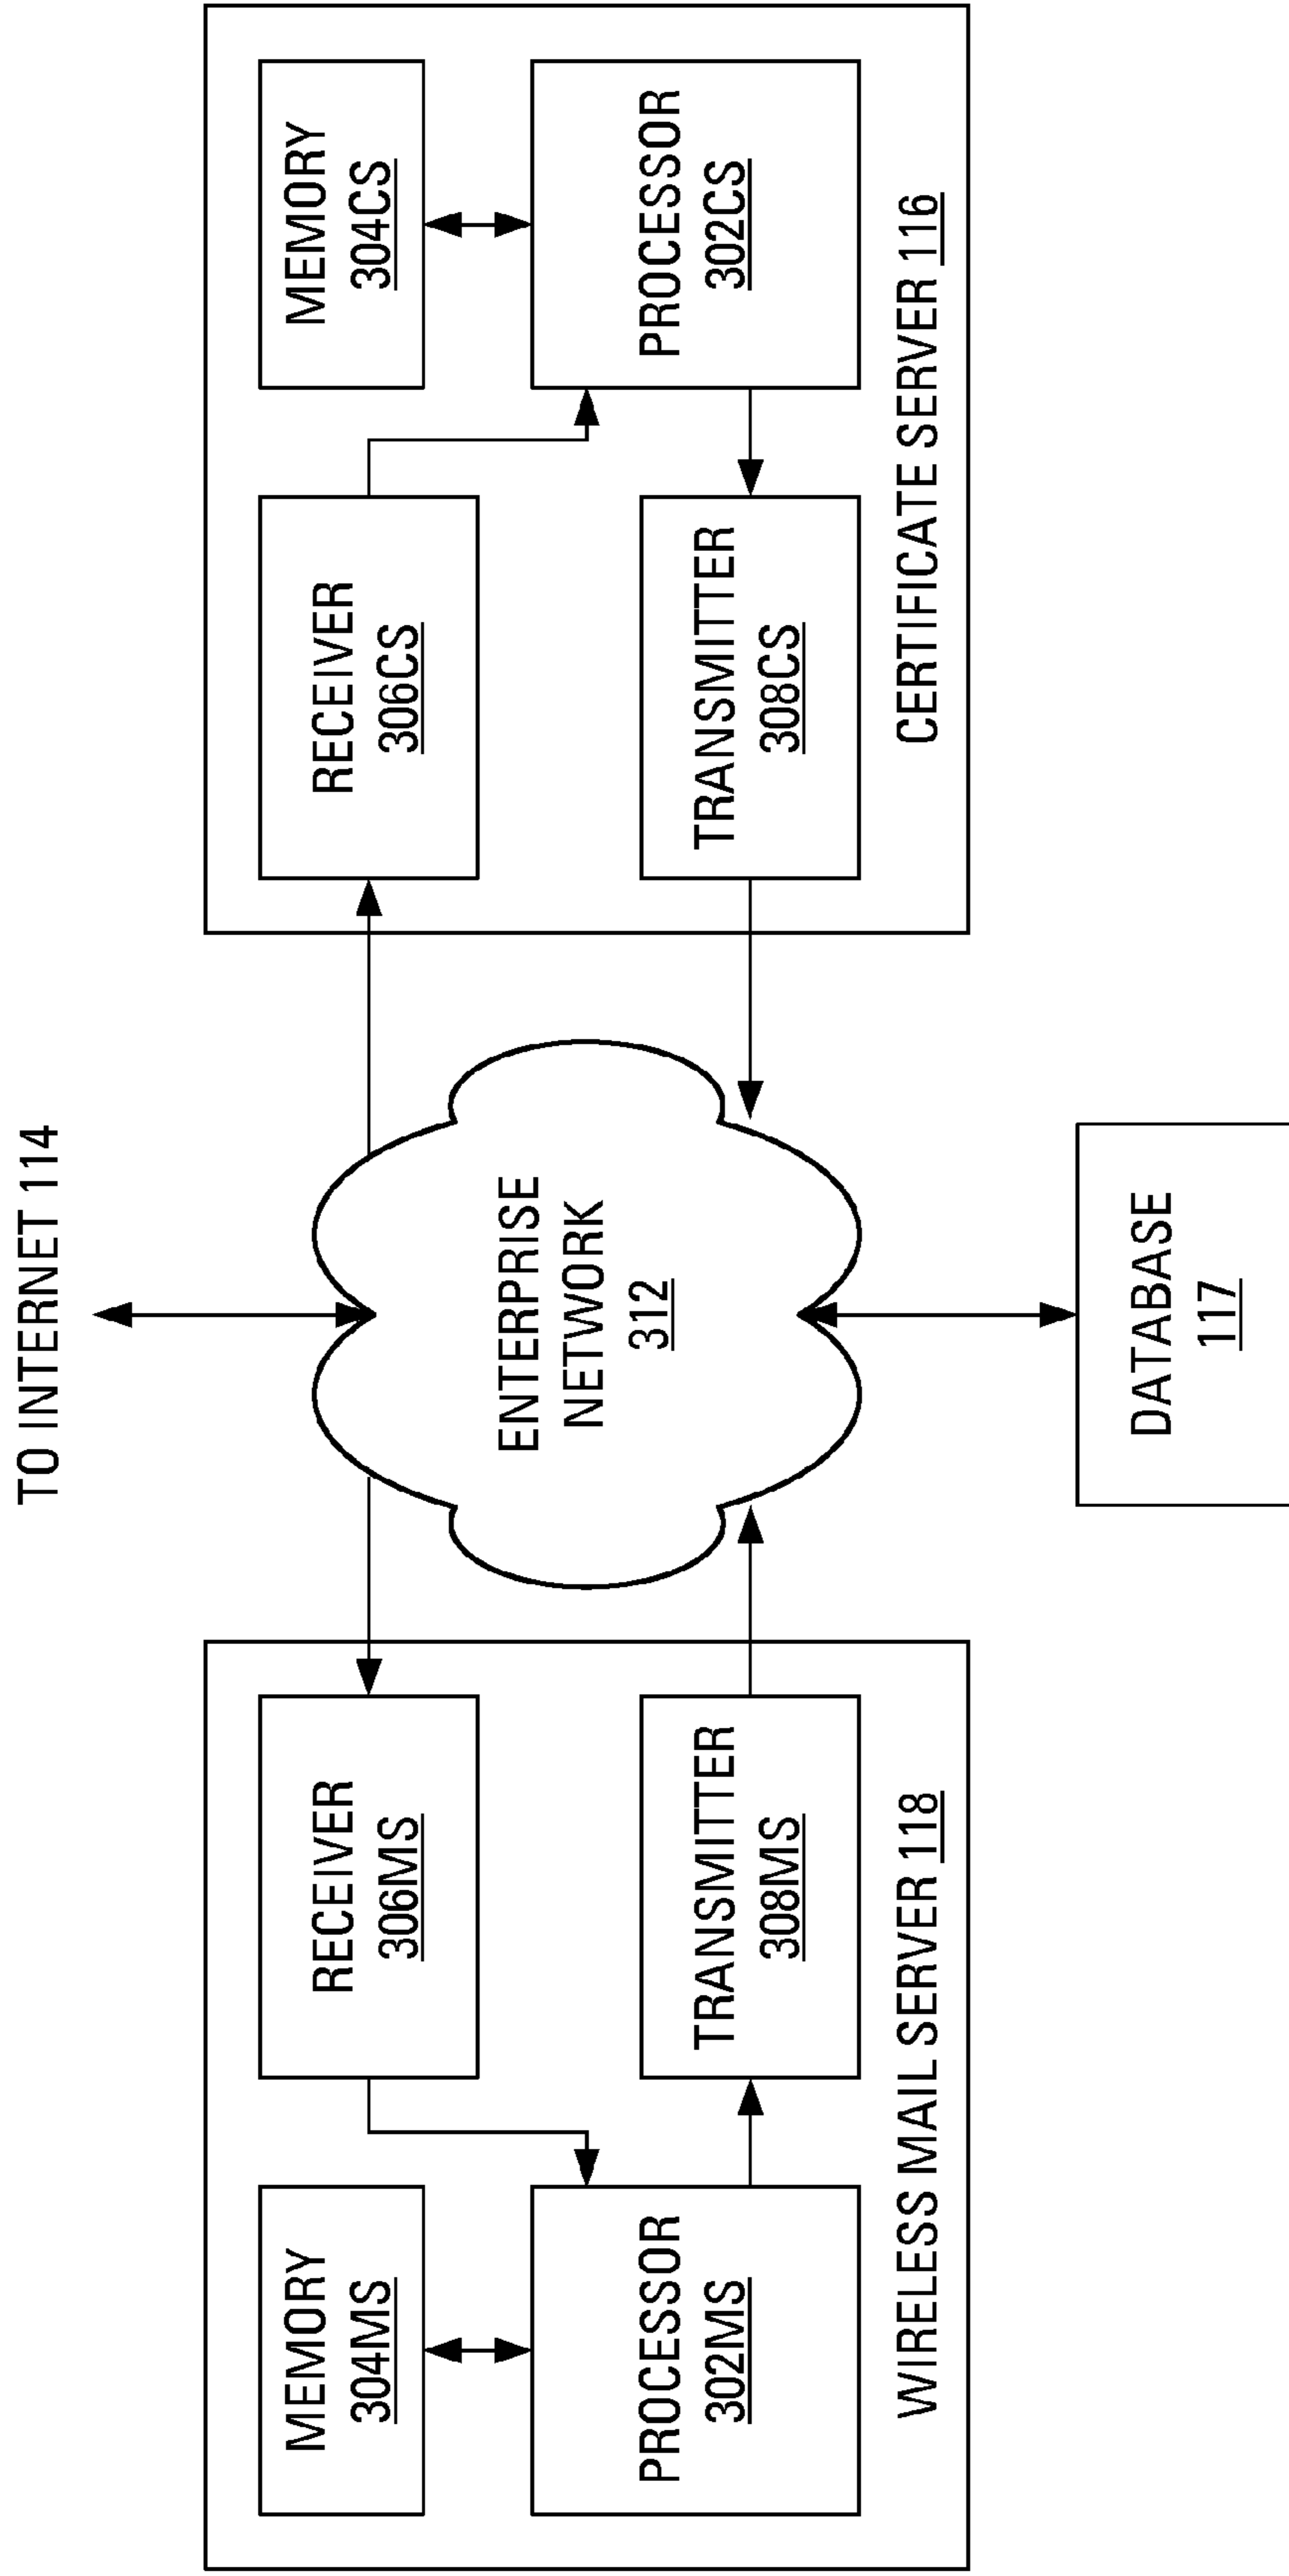 TO INTERNET 114
MEMORY
304MS
RECEIVER
306MS
PROCESSOR
302MS
TRANSMITTER
308MS
WIRELESS MAIL SERVER 118
ENTERPRISE
NETWORK
312
RECEIVER
306CS
MEMORY
304CS
TRANSMITTER
308CS
PROCESSOR
302CS
CERTIFICATE SERVER 116
DATABASE
117